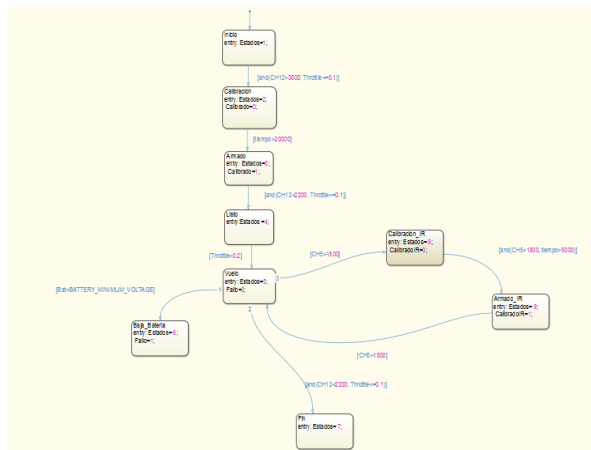 Inicio
entry: Estados=1;
[and(CH12>3800, Throttle<=0.1)]
Calibracion
entry: Estados=2;
Calibrado=0;
[tiempo>20000]
Armado
entry: Estados=3;
Calibrado=1;
[and(CH12<2200, Throttle<=0.1)]
Listo
entry: Estados=4;
[Throttle>0.2]
Vuelo
entry: Estados=5;
Fallo=0;
1
2
3
[CH5>1500]
Calibración_IR
entry: Estados= 8;
CalibradoIR=0;
[and(CH5>1800, tiempo>5000)]
Armado_IR
entry: Estados= 9;
CalibradoIR=1;
[CH5>1500]
[Bat<BATTERY_MINIMUM_VOLTAGE]
Baja_Bateria
entry: Estados=6;
Fallo=1;
[and(CH12<2200, Throttle<=0.1)]
Fin
entry: Estados= 7;